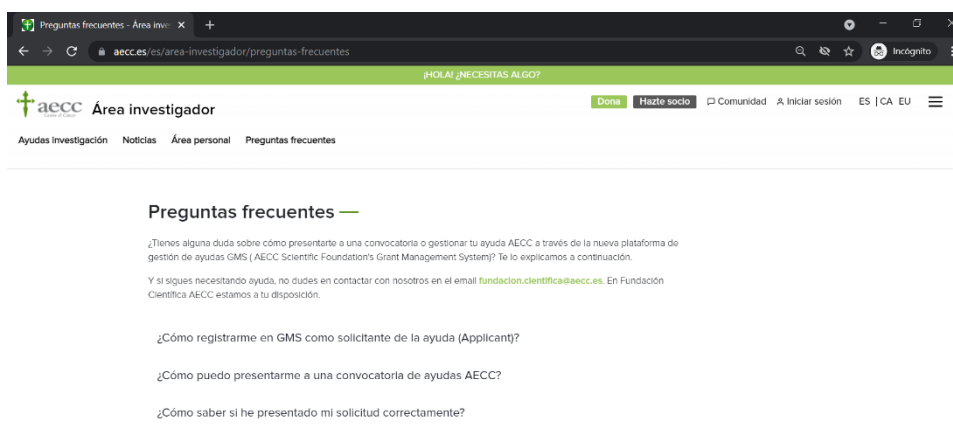 Preguntas frecuentes - Área inve
aecc.es/es/area-investigador/preguntas-frecuentes
Incógnito
¡HOLA! ¿NECESITAS ALGO?
aecc Área investigador
Dona Hazte socio Comunidad Iniciar sesión ES | CA EU
Ayudas investigación Noticias Área personal Preguntas frecuentes
Preguntas frecuentes —
¿Tienes alguna duda sobre cómo presentarte a una convocatoria o gestionar tu ayuda AECC a través de la nueva plataforma de
gestión de ayudas GMS ( AECC Scientific Foundation's Grant Management System)? Te lo explicamos a continuación.
Y si sigues necesitando ayuda, no dudes en contactar con nosotros en el email fundacion.cientifica@aecc.es. En Fundación
Científica AECC estamos a tu disposición.
¿Cómo registrarme en GMS como solicitante de la ayuda (Applicant)?
¿Cómo puedo presentarme a una convocatoria de ayudas AECC?
¿Cómo saber si he presentado mi solicitud correctamente?